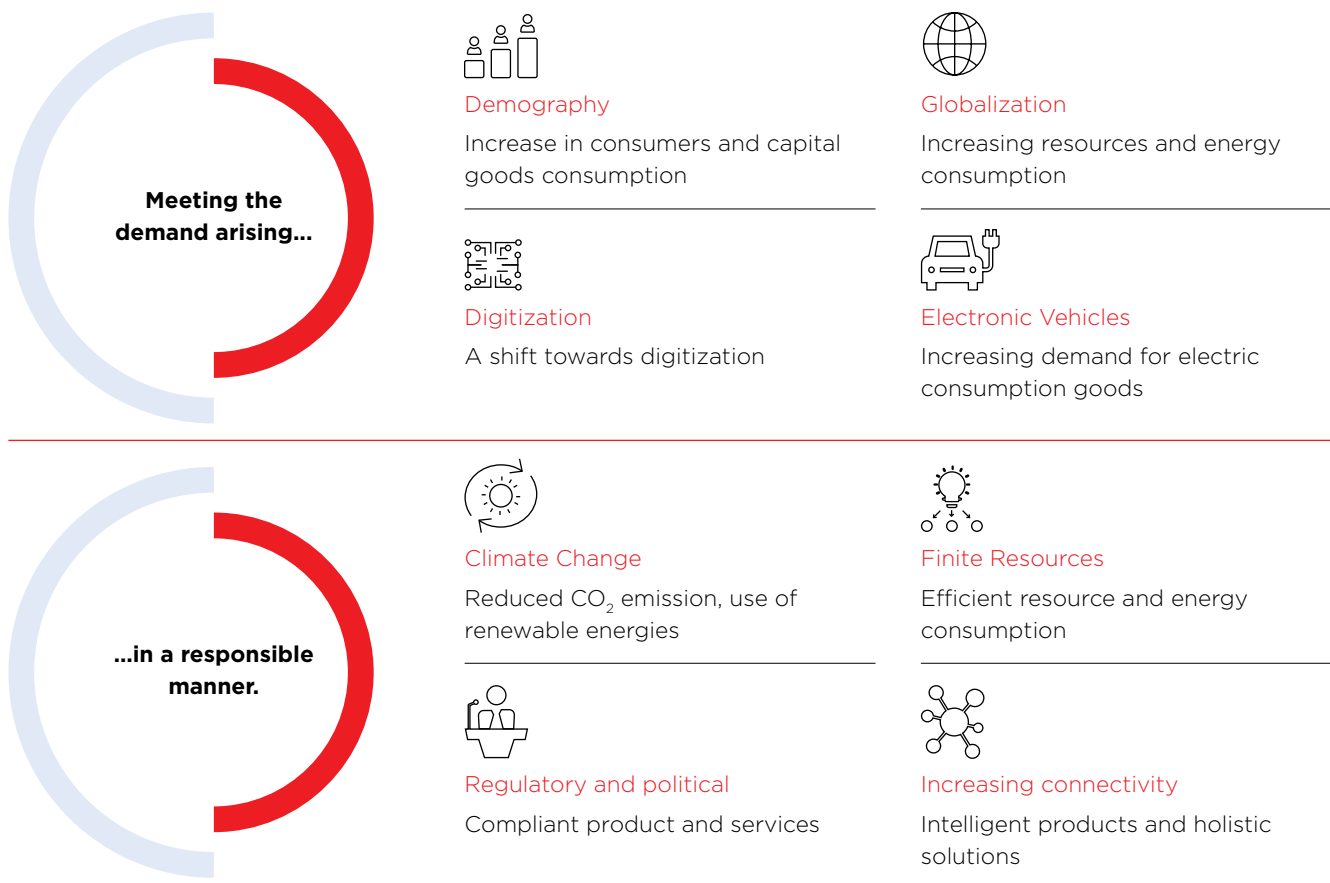 Meeting the
demand arising...
Demography
Increase in consumers and capital
goods consumption
Globalization
Increasing resources and energy
consumption
Digitization
A shift towards digitization
Electronic Vehicles
Increasing demand for electric
consumption goods
...in a responsible
manner.
Climate Change
Reduced CO₂ emission, use of
renewable energies
Finite Resources
Efficient resource and energy
consumption
Regulatory and political
Compliant product and services
Increasing connectivity
Intelligent products and holistic
solutions